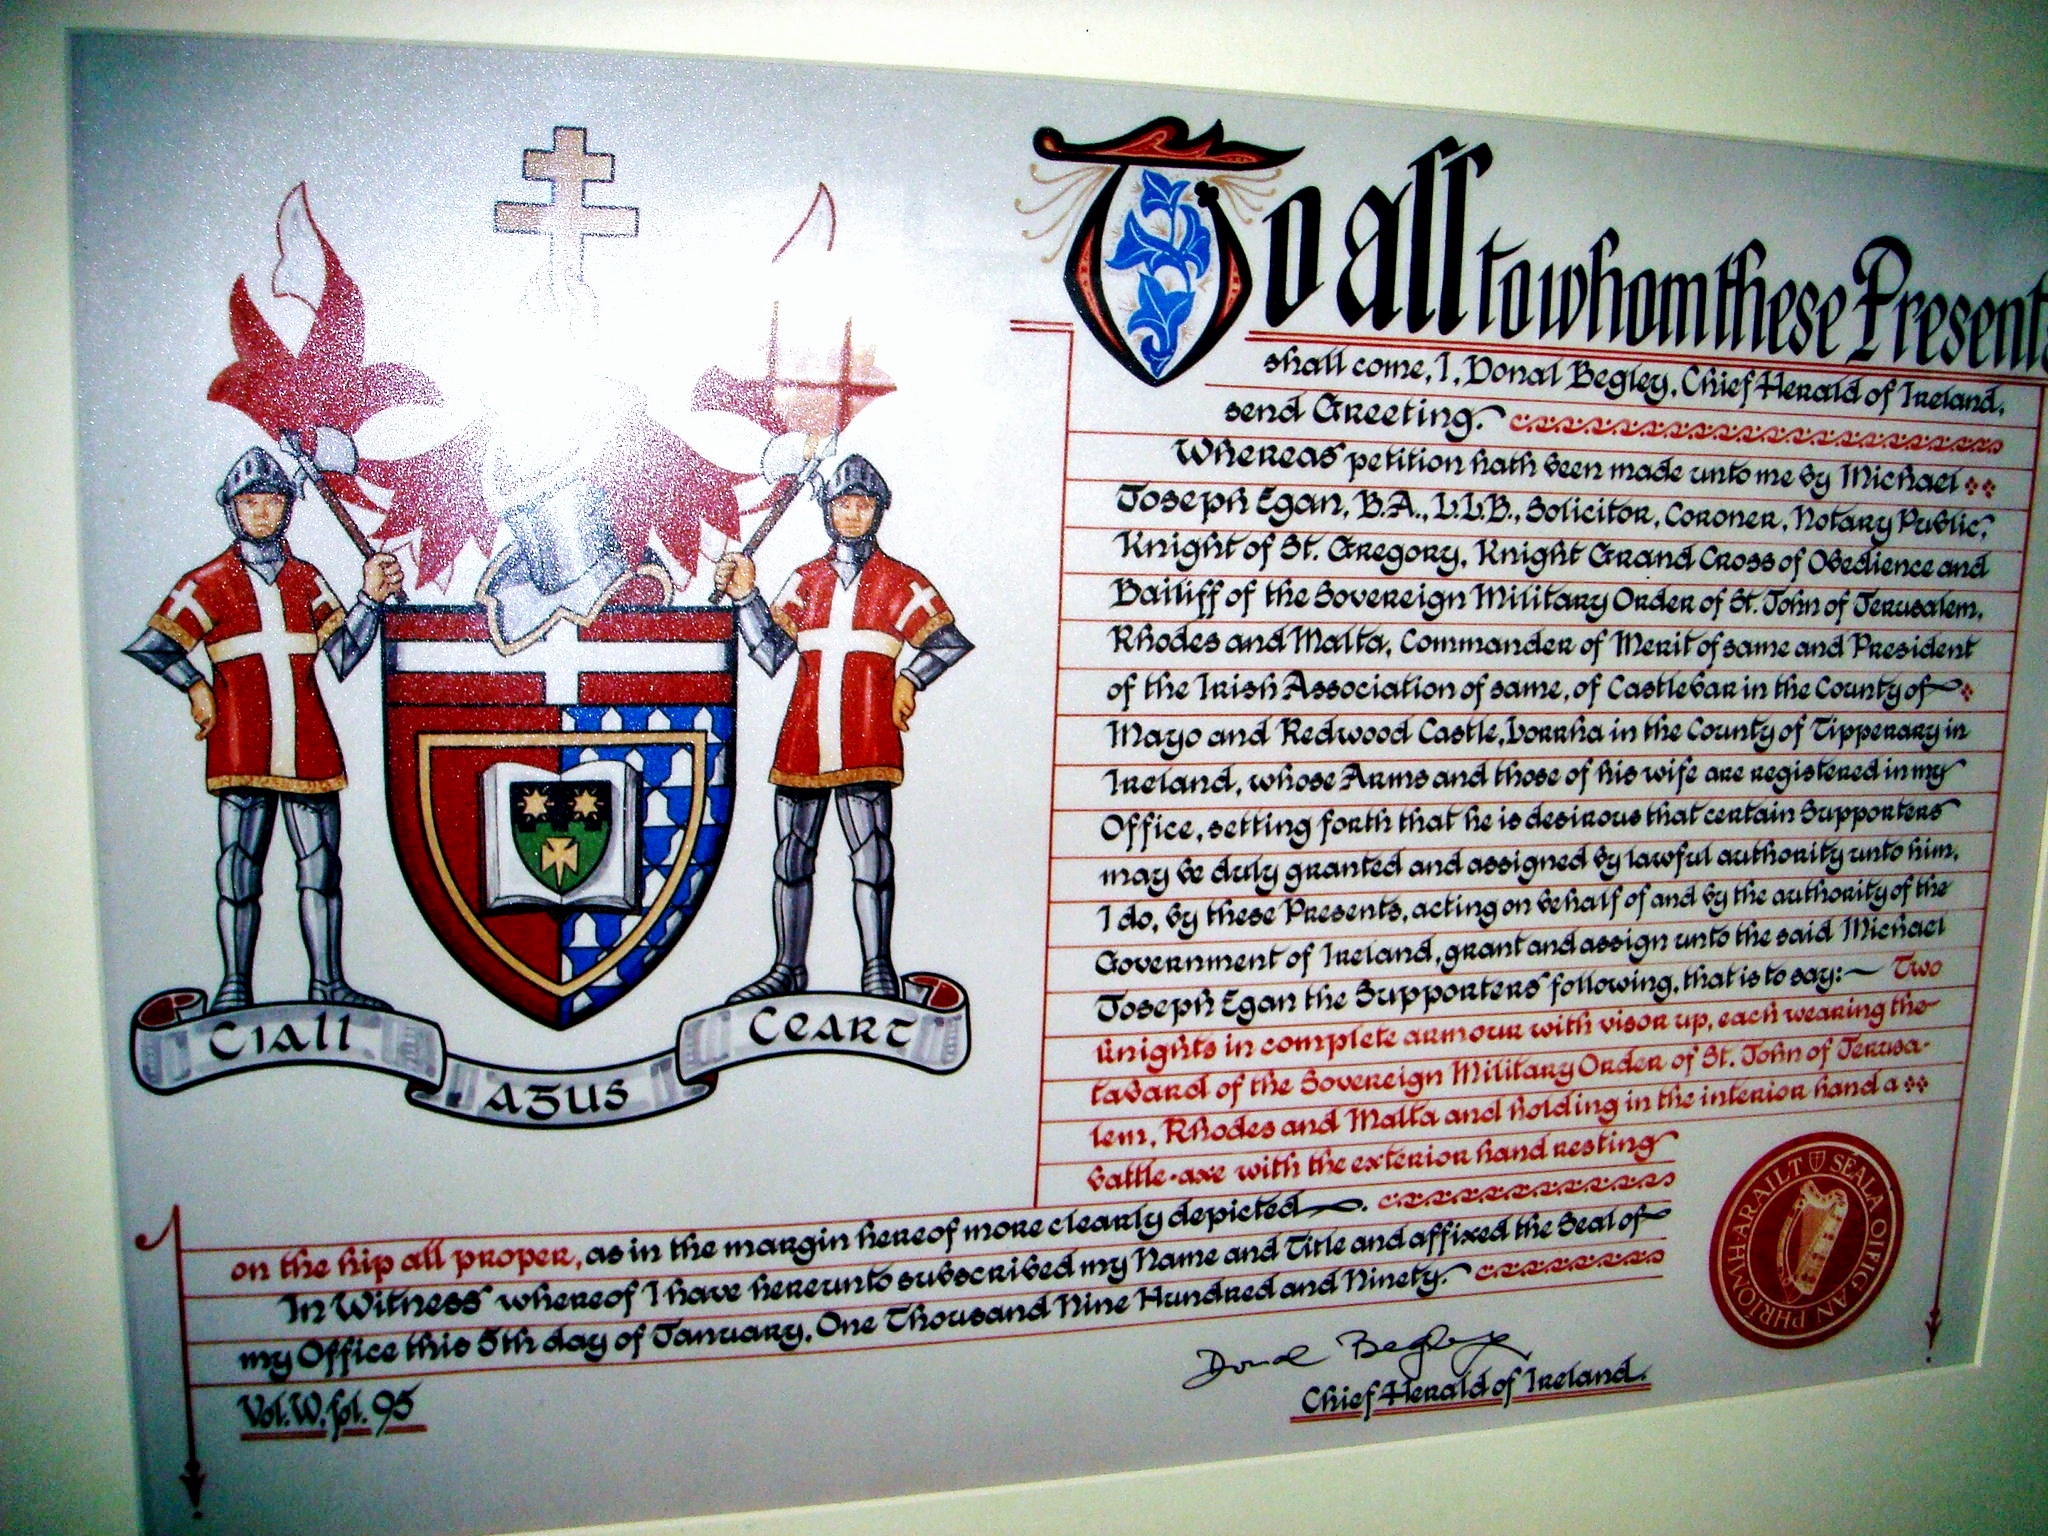 To all to whom these Presents
shall come, I, Donal Begley, Chief Herald of Ireland,
send Greeting.
Whereas petition hath been made unto me by Michael
Joseph Egan, B.A., L.L.B., Solicitor, Coroner, Notary Public,
Knight of St. Gregory, Knight Grand Cross of Obedience and
Bailiff of the Sovereign Military Order of St. John of Jerusalem,
Rhodes and Malta, Commander of Merit of same and President
of the Irish Association of same, of Castlebar in the County of
Mayo and Redwood Castle, Lorrha in the County of Tipperary in
Ireland, whose Arms and those of his wife are registered in my
Office, setting forth that he is desirous that certain Supporters
may be duly granted and assigned by lawful authority unto him,
I do, by these Presents, acting on behalf of and by the authority of the
Government of Ireland, grant and assign unto the said Michael
Joseph Egan the Supporters following, that is to say:— Two
knights in complete armour with visor up, each wearing the
tabard of the Sovereign Military Order of St. John of Jerusa-
lem, Rhodes and Malta and holding in the interior hand a
battle-axe with the exterior hand resting
on the hip all proper, as in the margin hereof more clearly depicted.
In Witness whereof I have hereunto subscribed my Name and Title and affixed the Seal of
my Office this 5th day of January, One Thousand Nine Hundred and Ninety.
Vol. W. fol. 95
Donal Begley
Chief Herald of Ireland.
Ciall
agus
Ceart
SÉALA OIFIG AN PHRÍOMH ARAILT